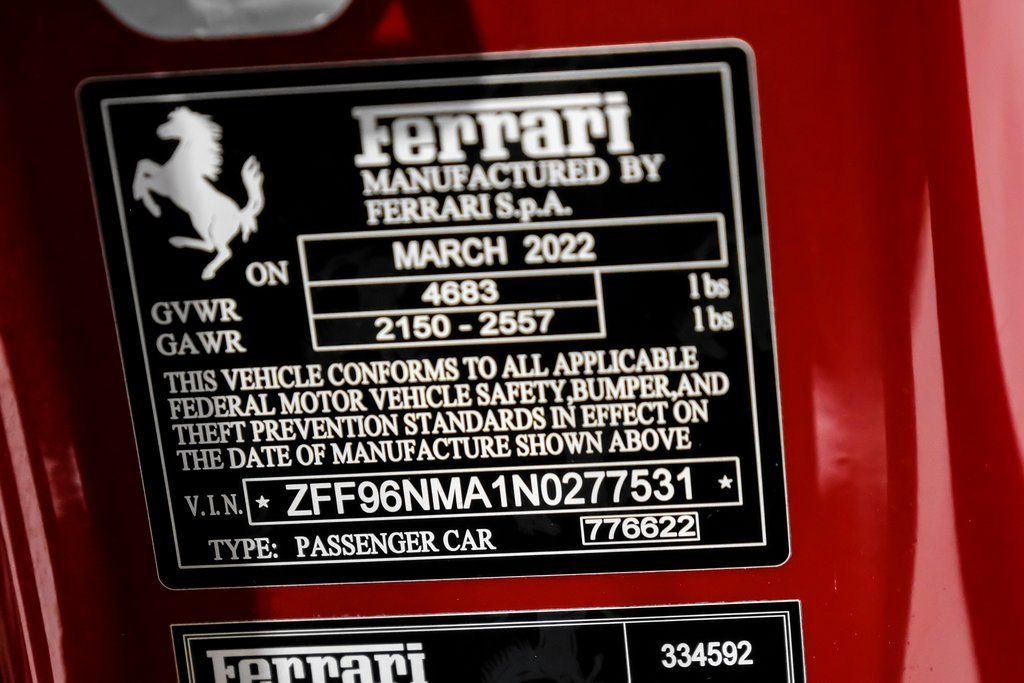 Ferrari
MANUFACTURED BY
FERRARI S.p.A.
ON MARCH 2022
GVWR 4683 lbs
GAWR 2150 - 2557 lbs
THIS VEHICLE CONFORMS TO ALL APPLICABLE
FEDERAL MOTOR VEHICLE SAFETY,BUMPER,AND
THEFT PREVENTION STANDARDS IN EFFECT ON
THE DATE OF MANUFACTURE SHOWN ABOVE
V.I.N. * ZFF96NMA1N0277531 *
TYPE: PASSENGER CAR 776622
Ferrari 334592